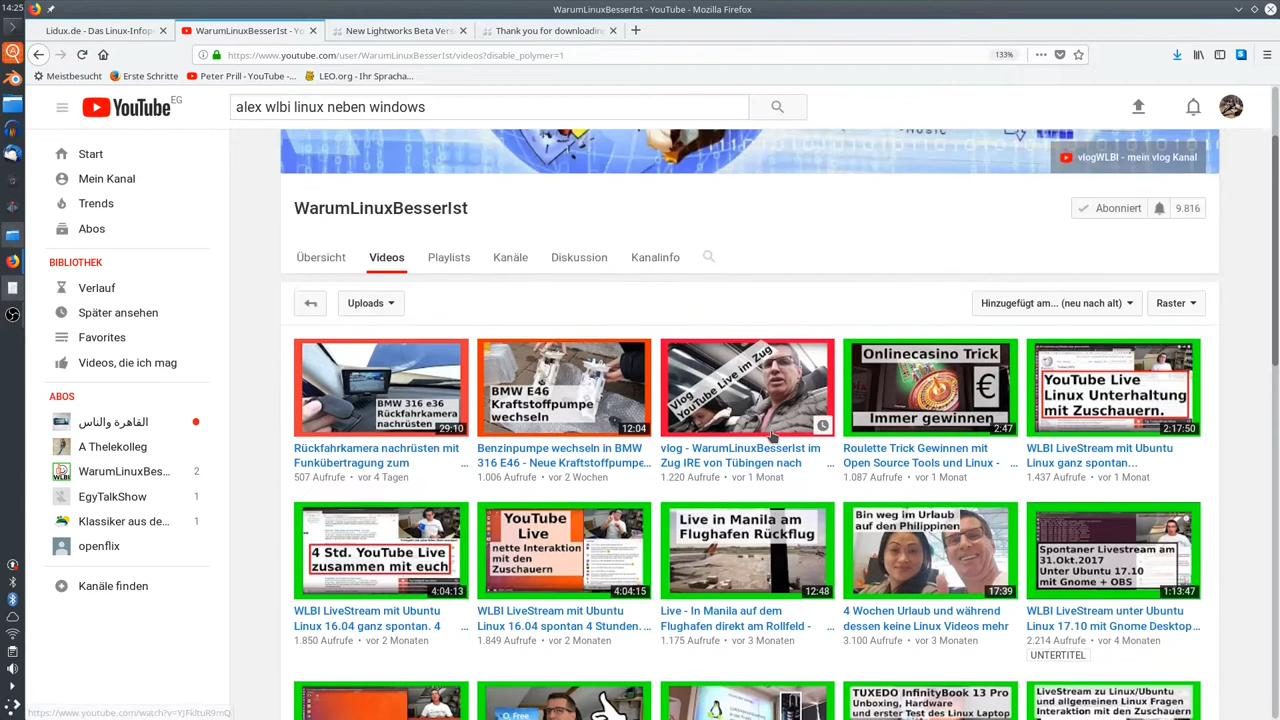 14:25
WarumLinuxBesserIst - YouTube - Mozilla Firefox
Lidux.de - Das Linux-Infop
WarumLinuxBesserIst - Yo
New Lightworks Beta Vers
Thank you for downloadin
https://www.youtube.com/user/WarumLinuxBesserIst/videos?disable_polymer=1
133%
Meistbesucht
Erste Schritte
Peter Prill - YouTube -...
LEO.org - Ihr Spracha...
YouTube EG
alex wlbi linux neben windows
Start
Mein Kanal
Trends
Abos
BIBLIOTHEK
Verlauf
Später ansehen
Favorites
Videos, die ich mag
ABOS
القاهرة والناس
A Thelekolleg
WarumLinuxBes... 2
EgyTalkShow 1
Klassiker aus de... 1
openflix
Kanäle finden
-Music
vlogWLBI - mein vlog Kanal
WarumLinuxBesserIst
Abonniert 9.816
Übersicht Videos Playlists Kanäle Diskussion Kanalinfo
Uploads
Hinzugefügt am... (neu nach alt)
Raster
BMW 316 e36
Rückfahrkamera
nachrüsten
29:10
Rückfahrkamera nachrüsten mit
Funkübertragung zum ...
507 Aufrufe • vor 4 Tagen
BMW E46
Kraftstoffpumpe
wechseln
12:04
Benzinpumpe wechseln in BMW
316 E46 - Neue Kraftstoffpumpe...
1.006 Aufrufe • vor 2 Wochen
vlog
YouTube Live im Zug
vlog - WarumLinuxBesserIst im
Zug IRE von Tübingen nach ...
1.220 Aufrufe • vor 1 Monat
Onlinecasino Trick
€
Immer gewinnen
2:47
Roulette Trick Gewinnen mit
Open Source Tools und Linux - ...
1.087 Aufrufe • vor 1 Monat
YouTube Live
Linux Unterhaltung
mit Zuschauern.
2:17:50
WLBI LiveStream mit Ubuntu
Linux ganz spontan...
1.437 Aufrufe • vor 1 Monat
4 Std. YouTube Live
zusammen mit euch
4:04:13
WLBI LiveStream mit Ubuntu
Linux 16.04 ganz spontan. 4 ...
1.850 Aufrufe • vor 2 Monaten
YouTube
Live
nette Interaktion
mit den
Zuschauern
4:04:15
WLBI LiveStream mit Ubuntu
Linux 16.04 spontan 4 Stunden. ...
1.849 Aufrufe • vor 2 Monaten
Live in Manila am
Flughafen Rückflug
12:48
Live - In Manila auf dem
Flughafen direkt am Rollfeld - ...
1.175 Aufrufe • vor 3 Monaten
Bin weg im Urlaub
auf den Philippinen
17:39
4 Wochen Urlaub und während
dessen keine Linux Videos mehr
3.100 Aufrufe • vor 3 Monaten
Spontaner Livestream am
31.Okt.2017
Unter Ubuntu 17.10
mit Gnome + OBS
1:13:47
WLBI LiveStream unter Ubuntu
Linux 17.10 mit Gnome Desktop...
2.214 Aufrufe • vor 4 Monaten
UNTERTITEL
O, Free
TUXEDO InfinityBook 13 Pro
Unboxing, Hardware
und erster Test des Linux Laptop
LiveStream zu Linux/Ubuntu
und allgemeinen Linux Fragen
Interaktion mit den Zuschauern
https://www.youtube.com/watch?v=YJFkltuR9mQ